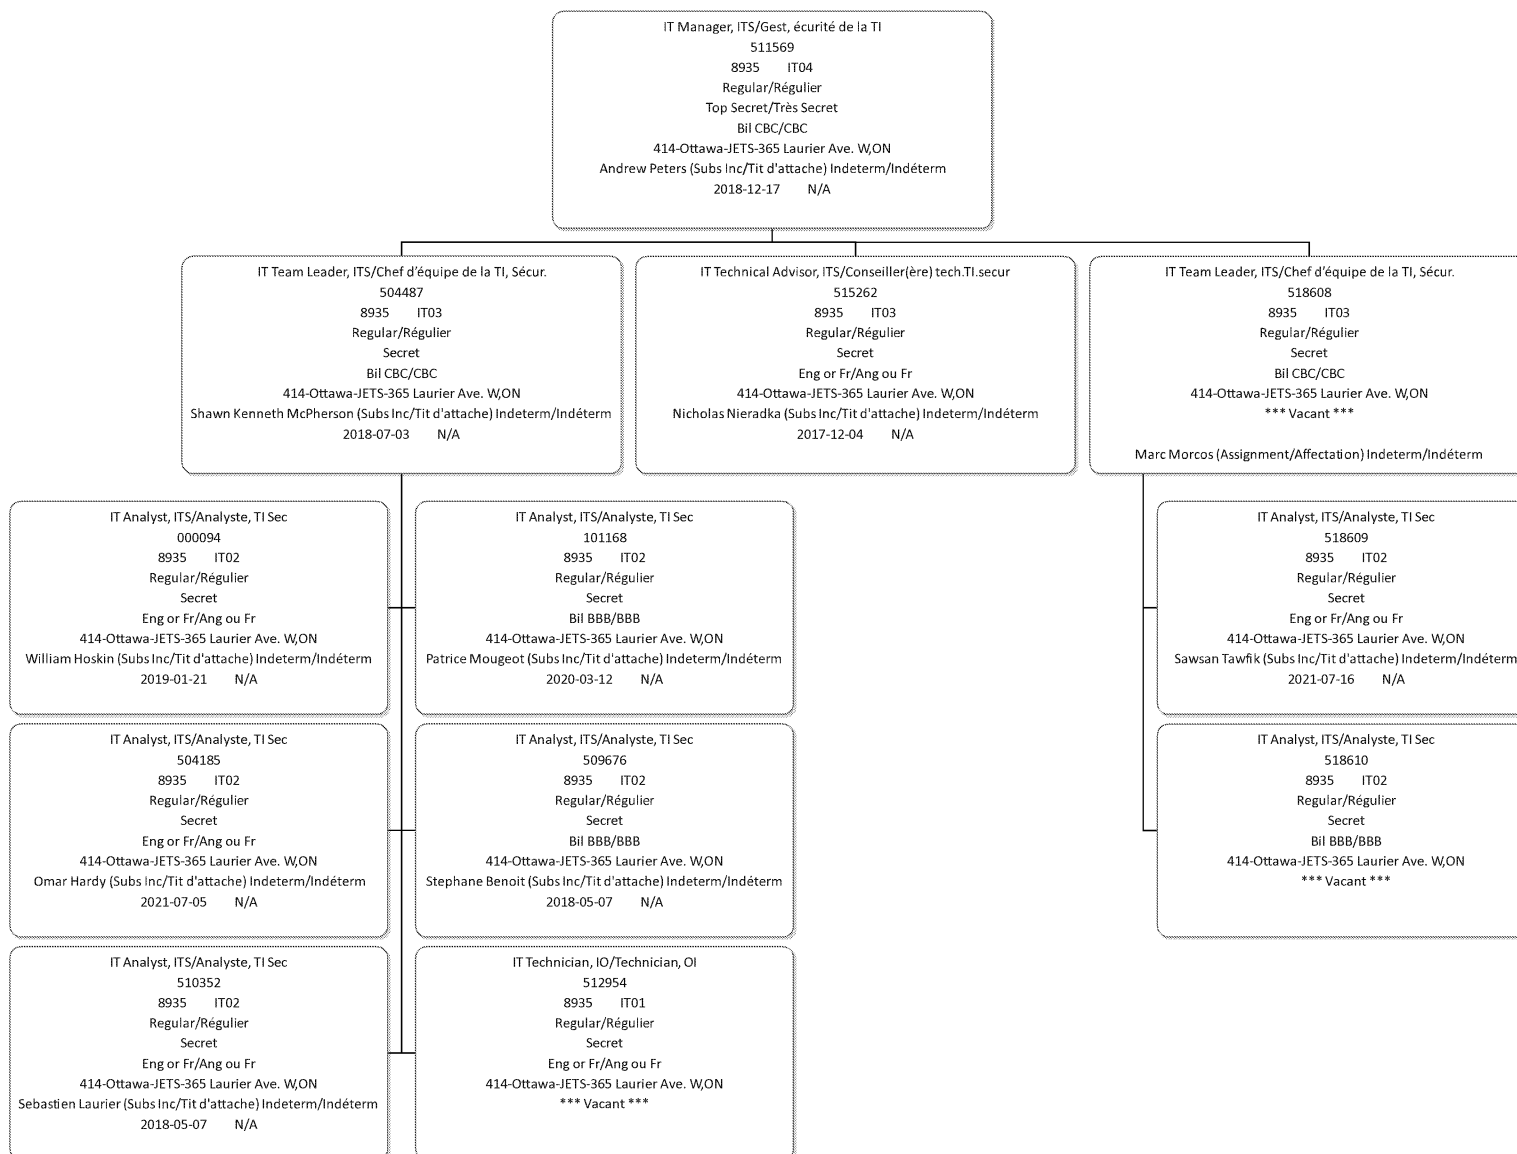 IT Manager, ITS/Gest, écurité de la TI
511569
8935 IT04
Regular/Régulier
Top Secret/Très Secret
Bil CBC/CBC
414-Ottawa-JETS-365 Laurier Ave. W,ON
Andrew Peters (Subs Inc/Tit d'attache) Indeterm/Indéterm
2018-12-17 N/A
IT Team Leader, ITS/Chef d'équipe de la TI, Sécur.
504487
8935 IT03
Regular/Régulier
Secret
Bil CBC/CBC
414-Ottawa-JETS-365 Laurier Ave. W,ON
Shawn Kenneth McPherson (Subs Inc/Tit d'attache) Indeterm/Indéterm
2018-07-03 N/A
IT Technical Advisor, ITS/Conseiller(ère) tech.TI.secur
515262
8935 IT03
Regular/Régulier
Secret
Eng or Fr/Ang ou Fr
414-Ottawa-JETS-365 Laurier Ave. W,ON
Nicholas Nieradka (Subs Inc/Tit d'attache) Indeterm/Indéterm
2017-12-04 N/A
IT Team Leader, ITS/Chef d'équipe de la TI, Sécur.
518608
8935 IT03
Regular/Régulier
Secret
Bil CBC/CBC
414-Ottawa-JETS-365 Laurier Ave. W,ON
*** Vacant ***
Marc Morcos (Assignment/Affectation) Indeterm/Indéterm
IT Analyst, ITS/Analyste, TI Sec
000094
8935 IT02
Regular/Régulier
Secret
Eng or Fr/Ang ou Fr
414-Ottawa-JETS-365 Laurier Ave. W,ON
William Hoskin (Subs Inc/Tit d'attache) Indeterm/Indéterm
2019-01-21 N/A
IT Analyst, ITS/Analyste, TI Sec
101168
8935 IT02
Regular/Régulier
Secret
Bil BBB/BBB
414-Ottawa-JETS-365 Laurier Ave. W,ON
Patrice Mougeot (Subs Inc/Tit d'attache) Indeterm/Indéterm
2020-03-12 N/A
IT Analyst, ITS/Analyste, TI Sec
518609
8935 IT02
Regular/Régulier
Secret
Eng or Fr/Ang ou Fr
414-Ottawa-JETS-365 Laurier Ave. W,ON
Sawsan Tawfik (Subs Inc/Tit d'attache) Indeterm/Indéterm
2021-07-16 N/A
IT Analyst, ITS/Analyste, TI Sec
504185
8935 IT02
Regular/Régulier
Secret
Eng or Fr/Ang ou Fr
414-Ottawa-JETS-365 Laurier Ave. W,ON
Omar Hardy (Subs Inc/Tit d'attache) Indeterm/Indéterm
2021-07-05 N/A
IT Analyst, ITS/Analyste, TI Sec
509676
8935 IT02
Regular/Régulier
Secret
Bil BBB/BBB
414-Ottawa-JETS-365 Laurier Ave. W,ON
Stephane Benoit (Subs Inc/Tit d'attache) Indeterm/Indéterm
2018-05-07 N/A
IT Analyst, ITS/Analyste, TI Sec
518610
8935 IT02
Regular/Régulier
Secret
Bil BBB/BBB
414-Ottawa-JETS-365 Laurier Ave. W,ON
*** Vacant ***
IT Analyst, ITS/Analyste, TI Sec
510352
8935 IT02
Regular/Régulier
Secret
Eng or Fr/Ang ou Fr
414-Ottawa-JETS-365 Laurier Ave. W,ON
Sebastien Laurier (Subs Inc/Tit d'attache) Indeterm/Indéterm
2018-05-07 N/A
IT Technician, IO/Technician, OI
512954
8935 IT01
Regular/Régulier
Secret
Eng or Fr/Ang ou Fr
414-Ottawa-JETS-365 Laurier Ave. W,ON
*** Vacant ***